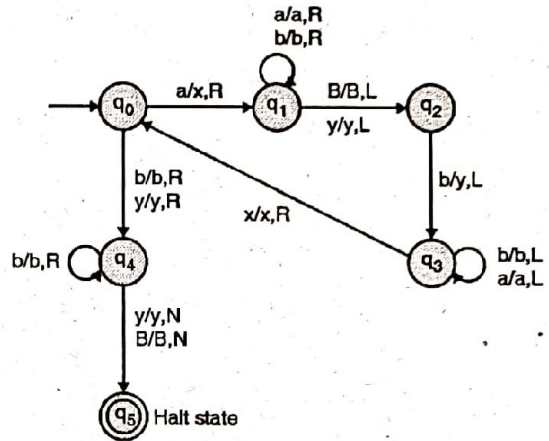 a/a,R
b/b,R
q0
a/x,R
q1
B/B,L
y/y,L
q2
b/b,R
y/y,R
x/x,R
b/y,L
b/b,R
q4
q3
b/b,L
a/a,L
y/y,N
B/B,N
q5
Halt state